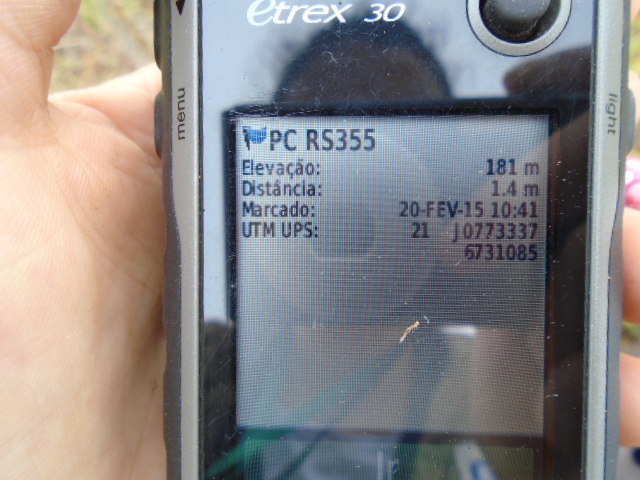 etrex 30
menu
light
PC RS355
Elevação: 181 m
Distância: 1.4 m
Marcado: 20-FEV-15 10:41
UTM UPS: 21 J0773337
6731085